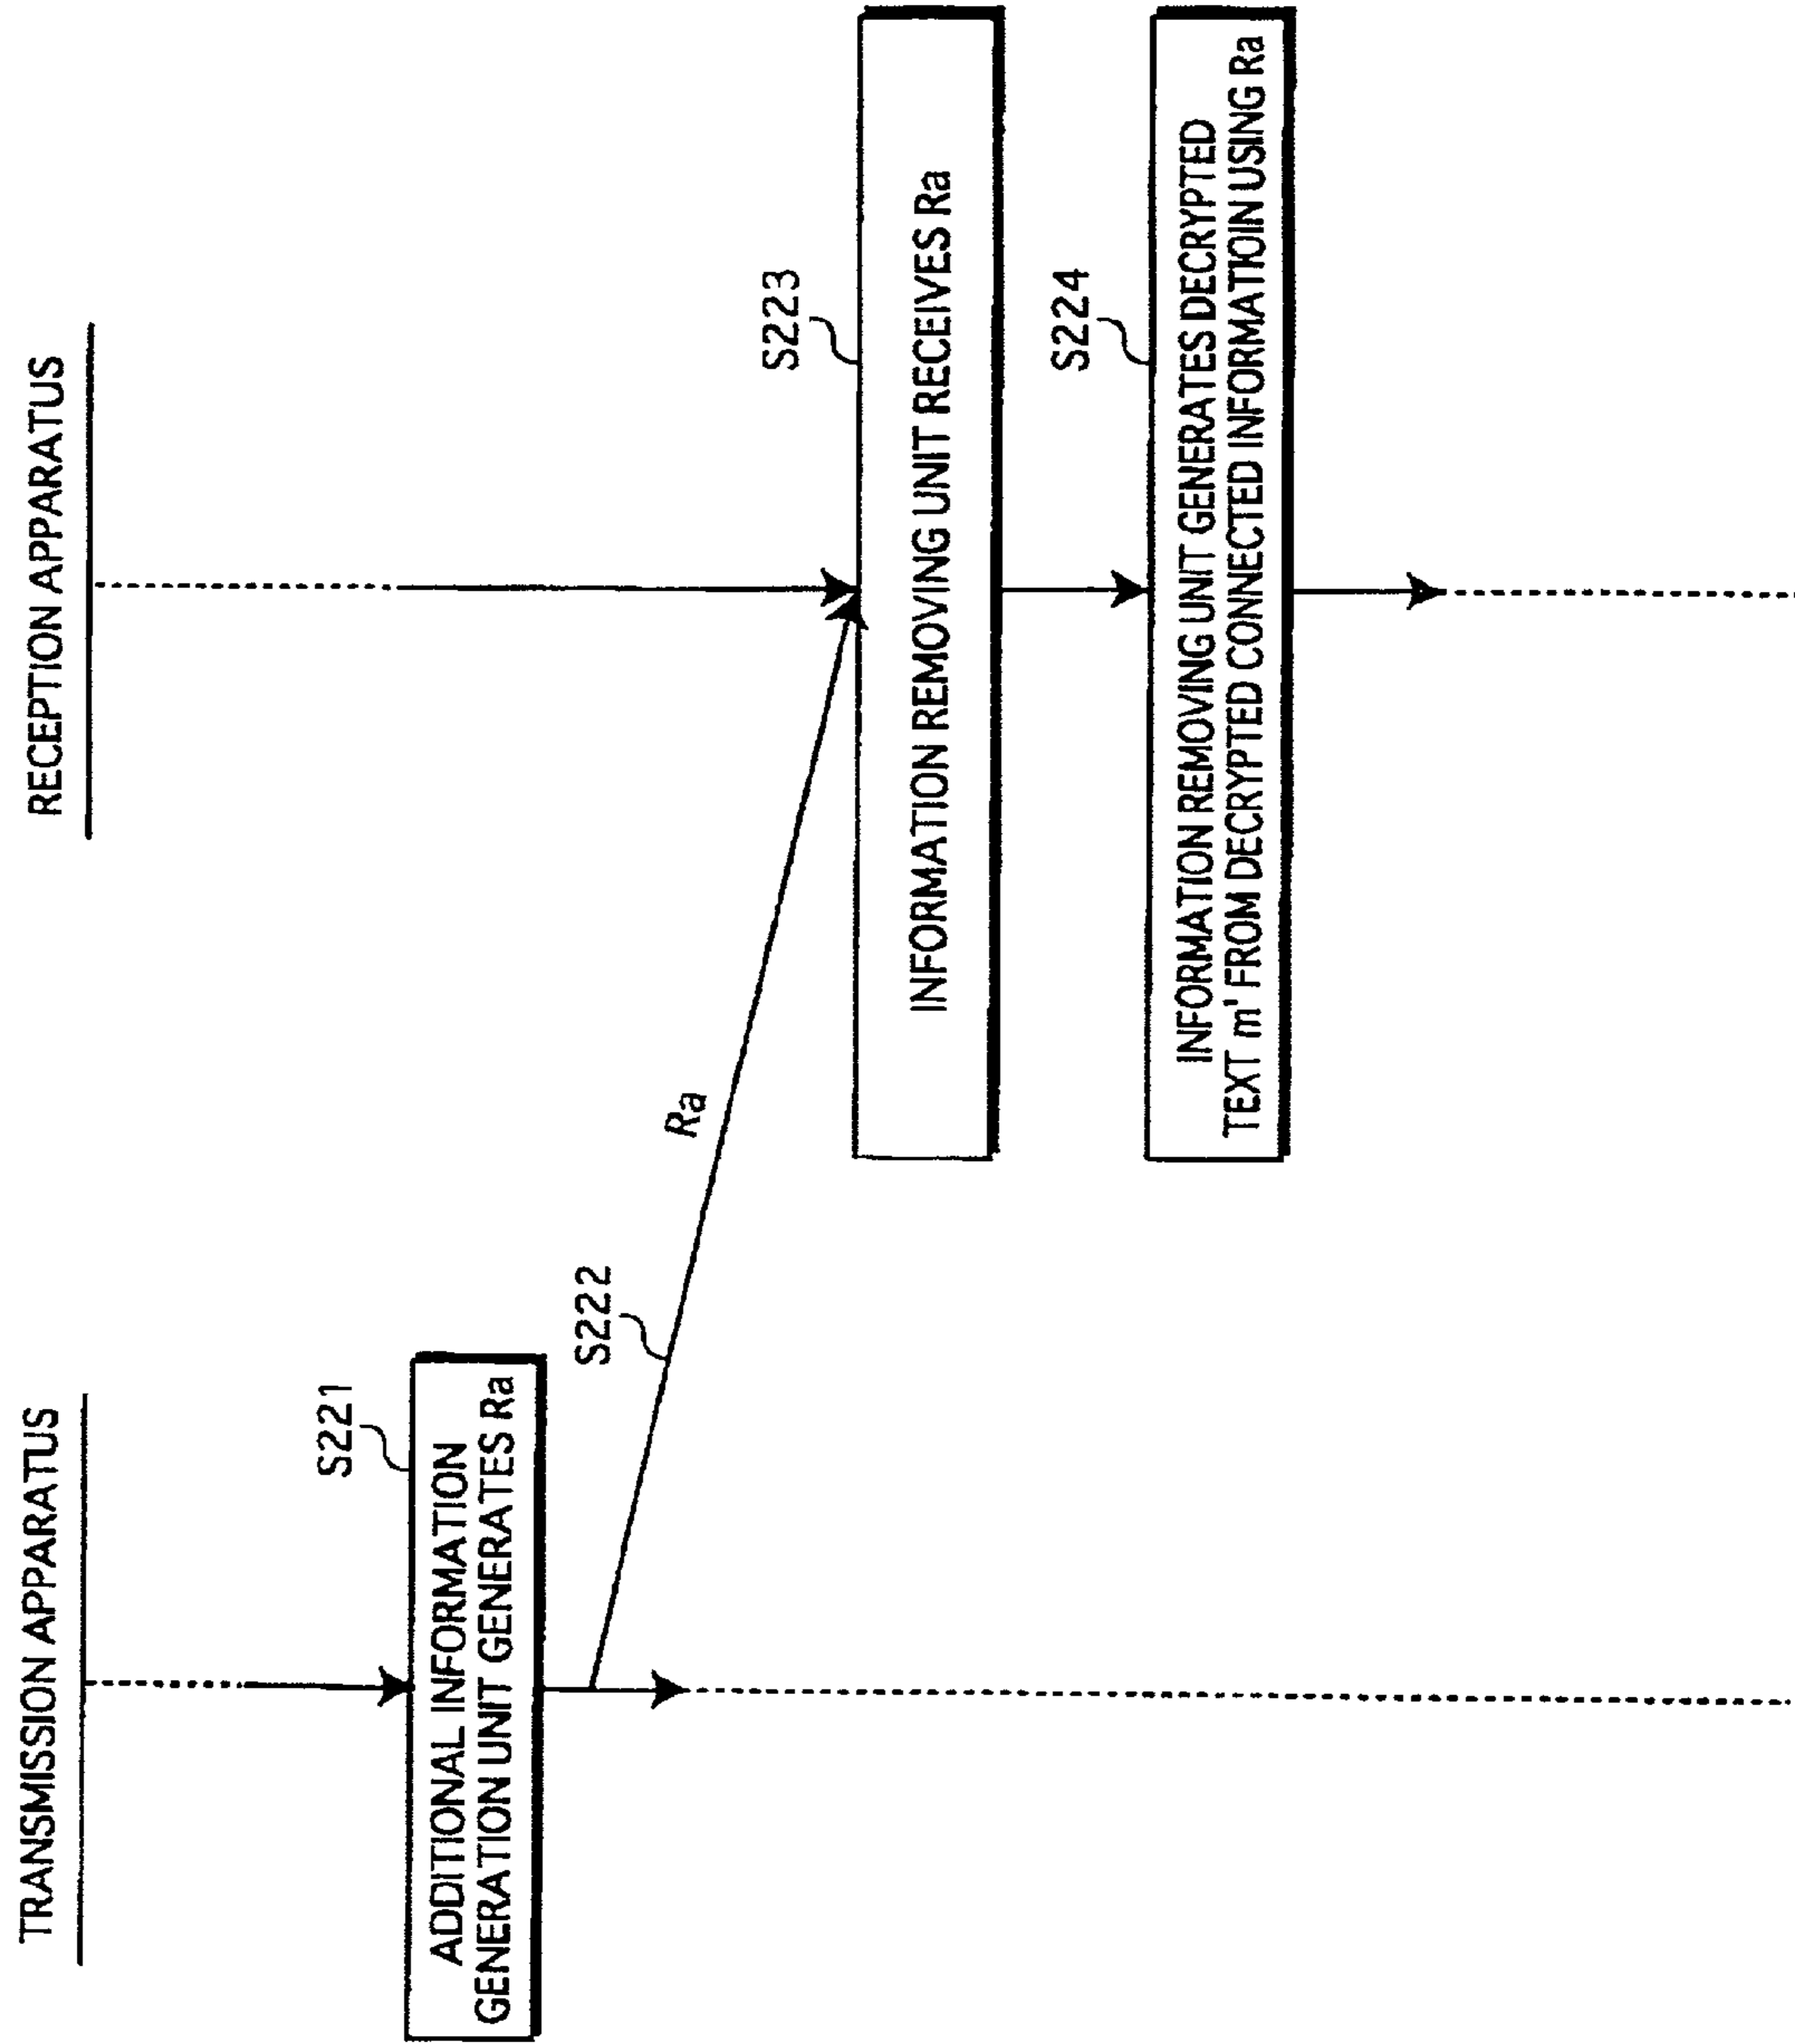 TRANSMISSION APPARATUS
RECEPTION APPARATUS
S221
ADDITIONAL INFORMATION
GENERATION UNIT GENERATES Ra
S222
Ra
S223
INFORMATION REMOVING UNIT RECEIVES Ra
S224
INFORMATION REMOVING UNIT GENERATES DECRYPTED
TEXT m' FROM DECRYPTED CONNECTED INFORMATIOIN USING Ra